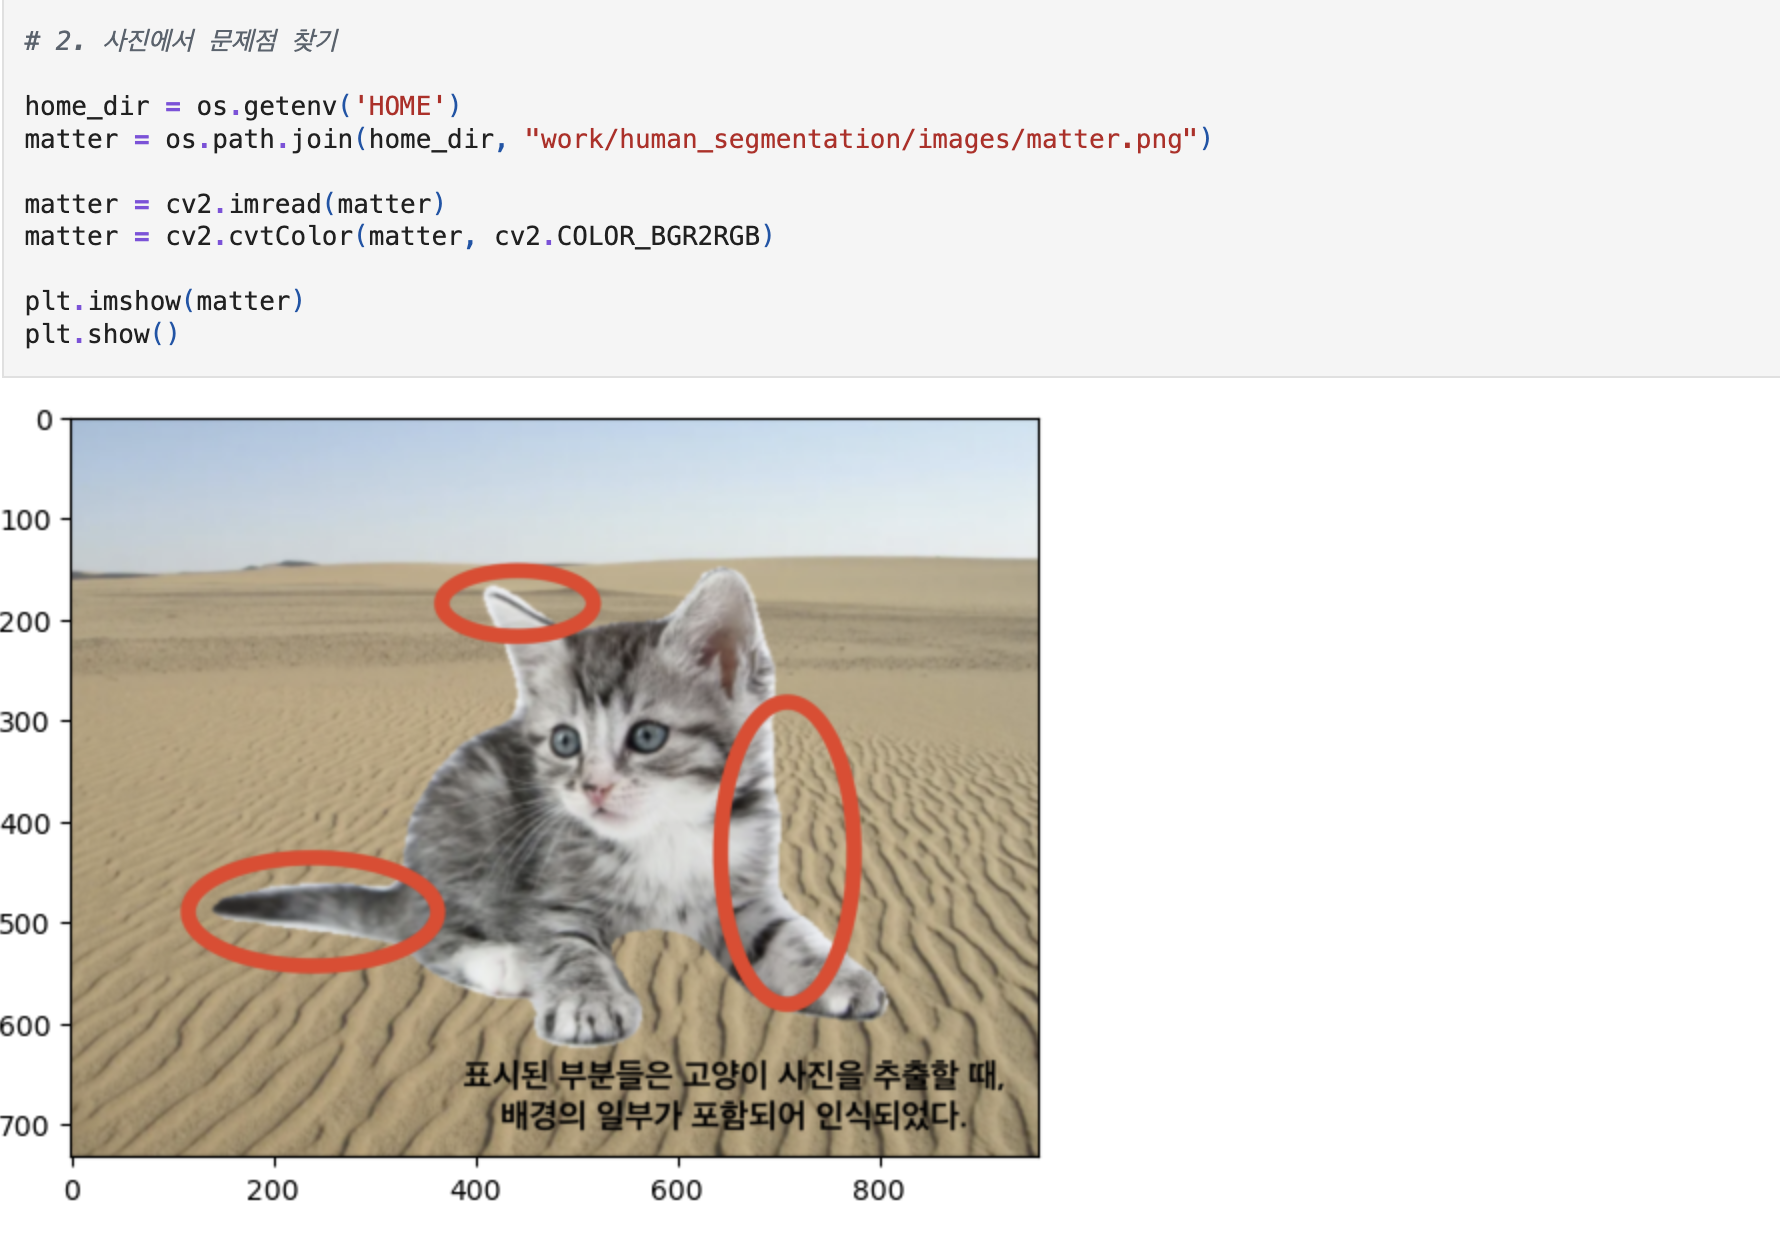 # 2. 사진에서 문제점 찾기
home_dir = os.getenv('HOME')
matter = os.path.join(home_dir, "work/human_segmentation/images/matter.png")
matter = cv2.imread(matter)
matter = cv2.cvtColor(matter, cv2.COLOR_BGR2RGB)
plt.imshow(matter)
plt.show()
0
100
200
300
400
500
600
700
표시된 부분들은 고양이 사진을 추출할 때,
배경의 일부가 포함되어 인식되었다.
0 200 400 600 800